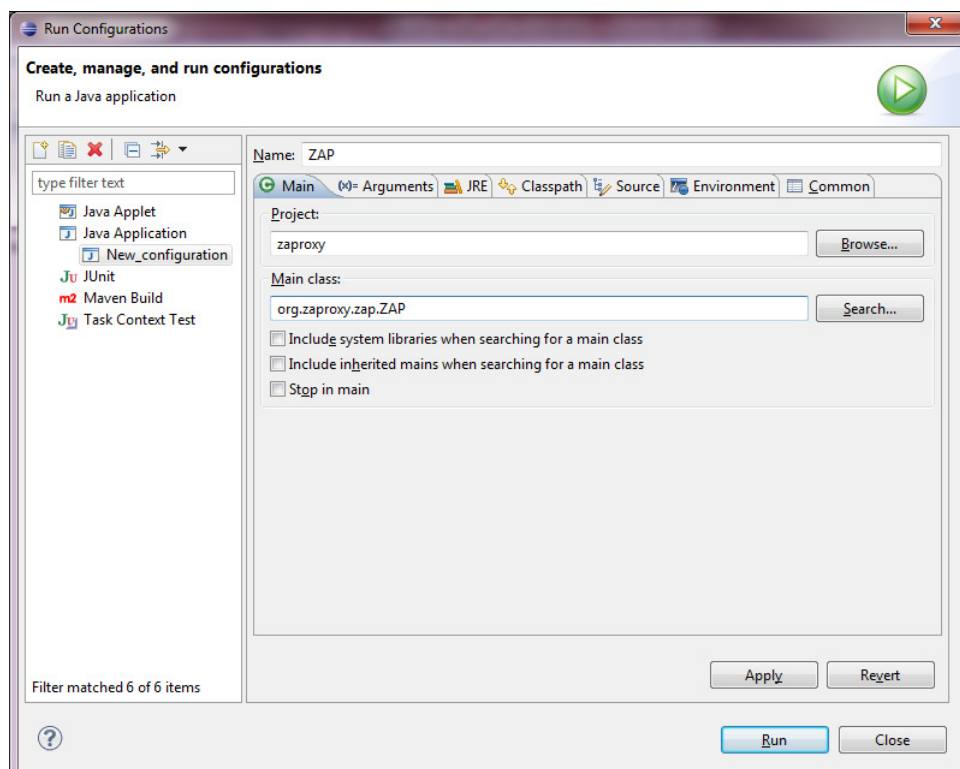 Run Configurations
Create, manage, and run configurations
Run a Java application
type filter text
Java Applet
Java Application
New_configuration
Ju JUnit
m2 Maven Build
Ju Task Context Test
Filter matched 6 of 6 items
Name: ZAP
Main (x)= Arguments JRE Classpath Source Environment Common
Project:
zaproxy Browse...
Main class:
org.zaproxy.zap.ZAP Search...
Include system libraries when searching for a main class
Include inherited mains when searching for a main class
Stop in main
Apply Revert
? Run Close